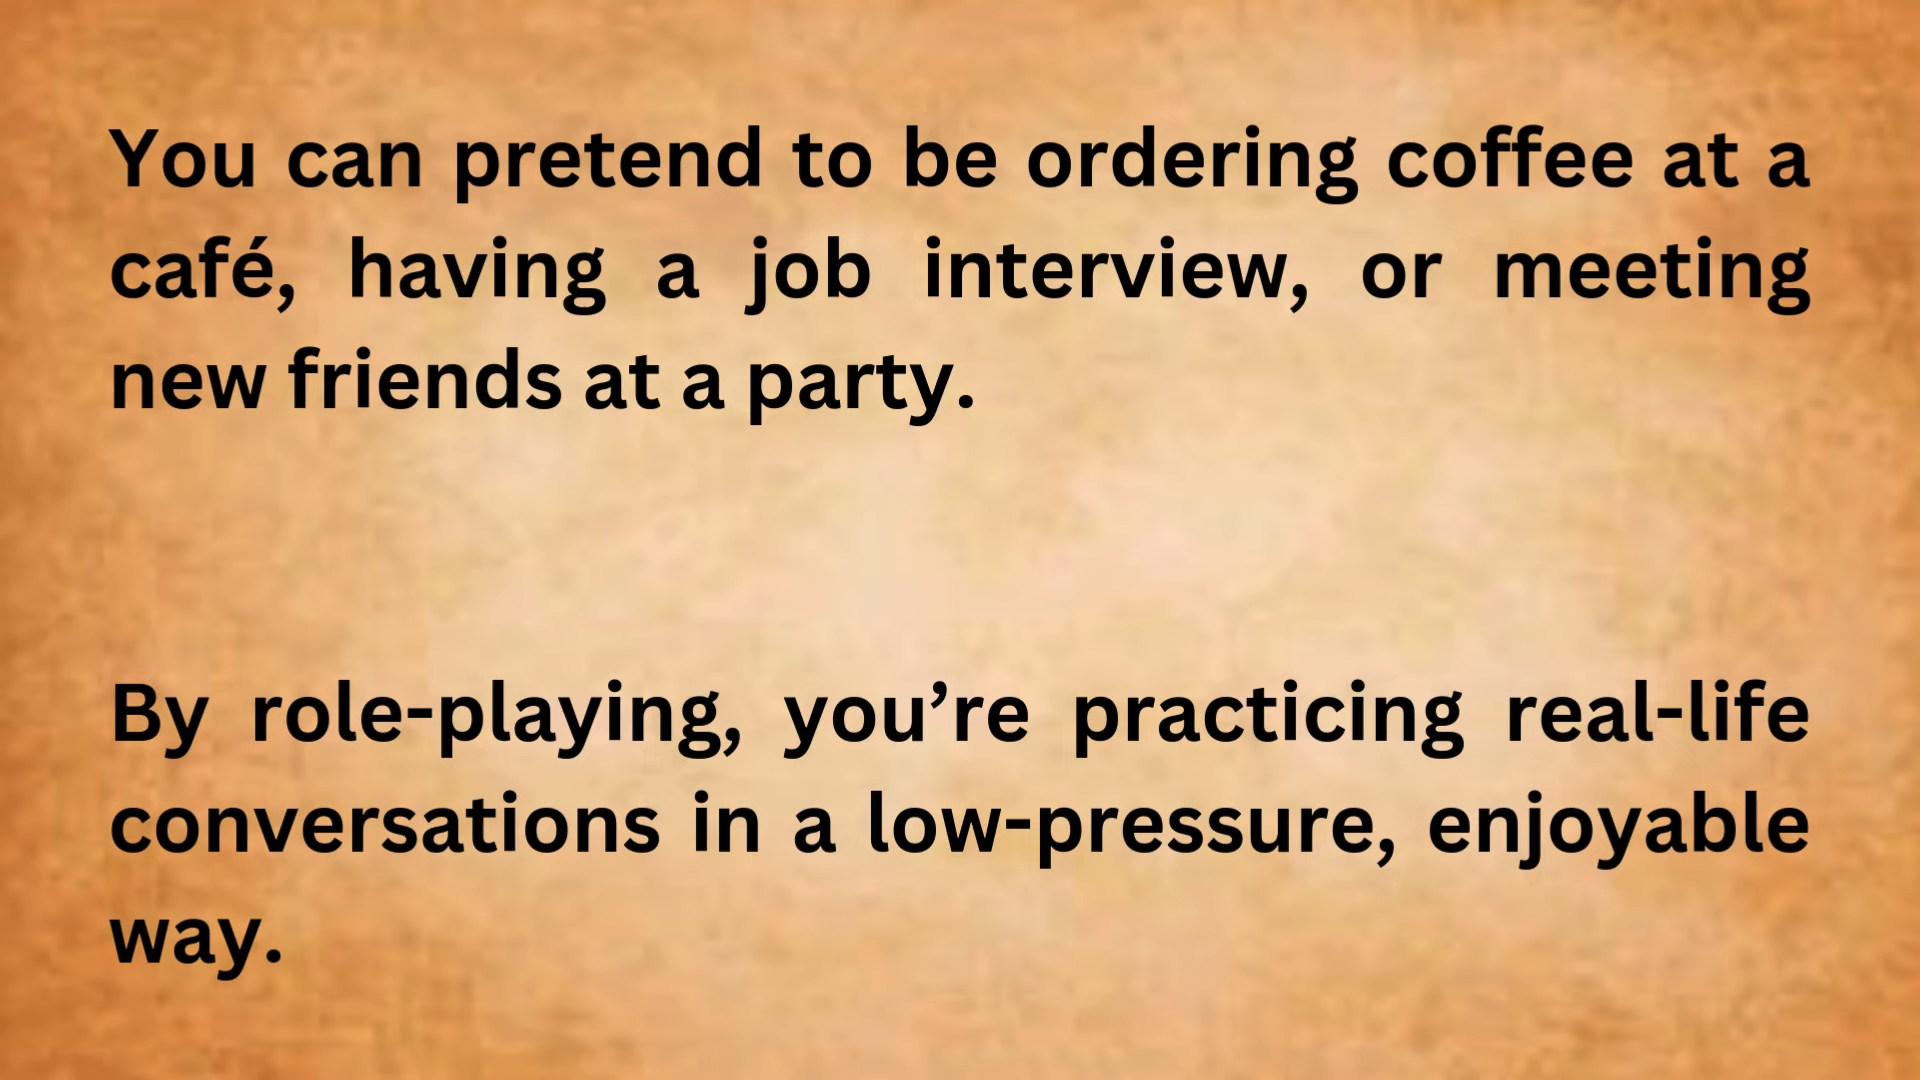 You can pretend to be ordering coffee at a
café, having a job interview, or meeting
new friends at a party.
By role-playing, you’re practicing real-life
conversations in a low-pressure, enjoyable
way.